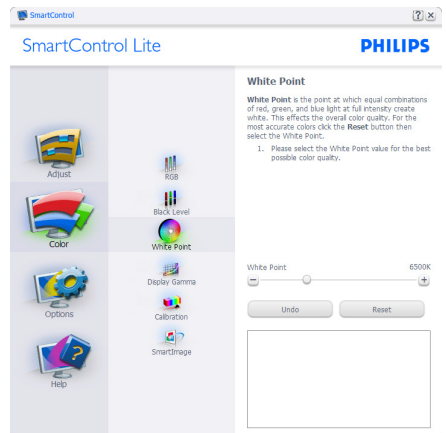 SmartControl
SmartControl Lite
PHILIPS
Adjust
Color
Options
Help
RGB
Black Level
White Point
Display Gamma
Calibration
SmartImage
White Point
White Point is the point at which equal combinations
of red, green, and blue light at full intensity create
white. This effects the overall color quality. For the
most accurate colors click the Reset button then
select the White Point.
1. Please select the White Point value for the best
possible color quality.
White Point 6500K
Undo Reset